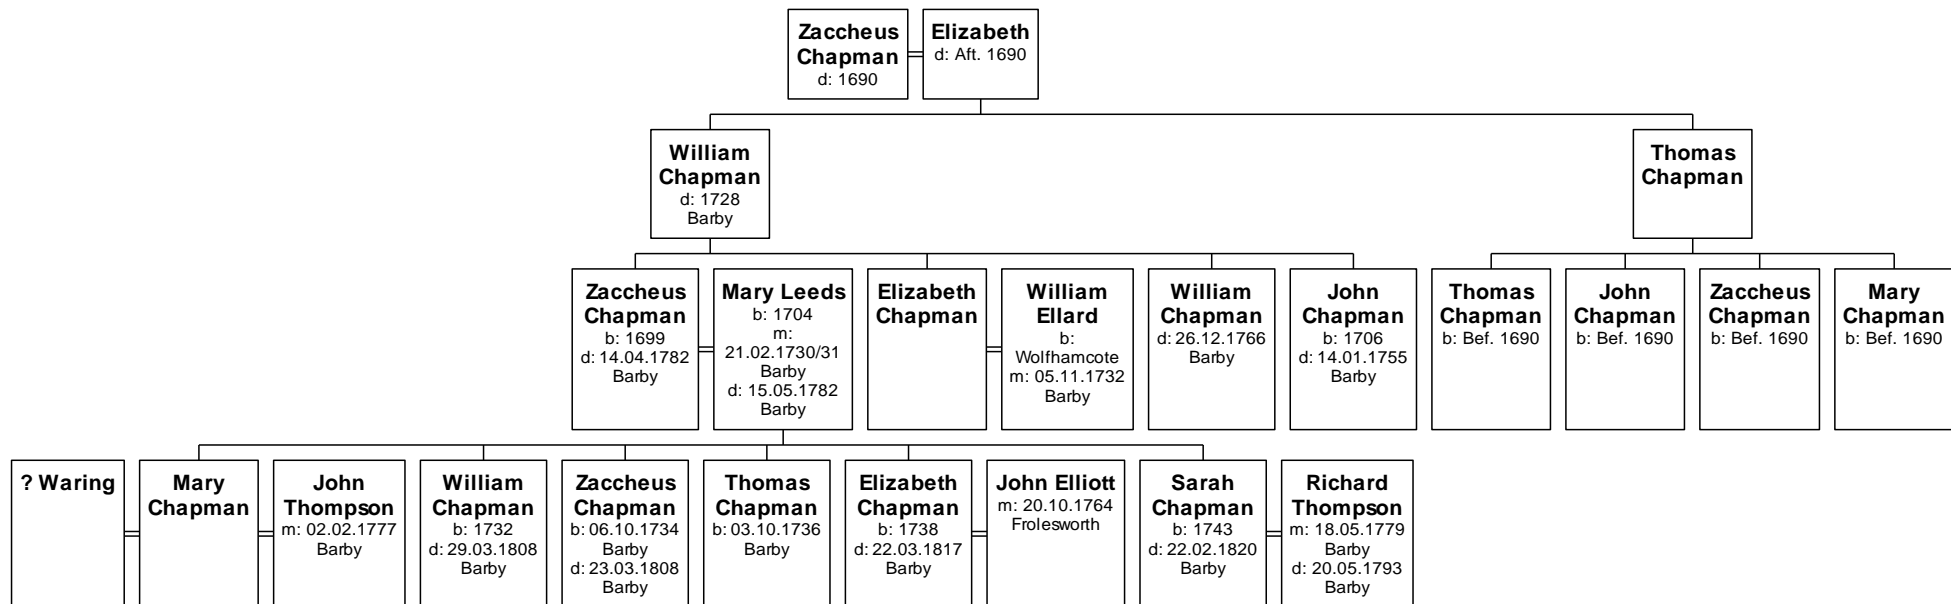 Zaccheus
Chapman
d: 1690
Elizabeth
d: Aft. 1690
William
Chapman
d: 1728
Barby
Thomas
Chapman
Zaccheus
Chapman
b: 1699
d: 14.04.1782
Barby
Mary Leeds
b: 1704
m:
21.02.1730/31
Barby
d: 15.05.1782
Barby
Elizabeth
Chapman
William
Ellard
b:
Wolfhamcote
m: 05.11.1732
Barby
William
Chapman
d: 26.12.1766
Barby
John
Chapman
b: 1706
d: 14.01.1755
Barby
Thomas
Chapman
b: Bef. 1690
John
Chapman
b: Bef. 1690
Zaccheus
Chapman
b: Bef. 1690
Mary
Chapman
b: Bef. 1690
? Waring
Mary
Chapman
John
Thompson
m: 02.02.1777
Barby
William
Chapman
b: 1732
d: 29.03.1808
Barby
Zaccheus
Chapman
b: 06.10.1734
Barby
d: 23.03.1808
Barby
Thomas
Chapman
b: 03.10.1736
Barby
Elizabeth
Chapman
b: 1738
d: 22.03.1817
Barby
John Elliott
m: 20.10.1764
Frolesworth
Sarah
Chapman
b: 1743
d: 22.02.1820
Barby
Richard
Thompson
m: 18.05.1779
Barby
d: 20.05.1793
Barby